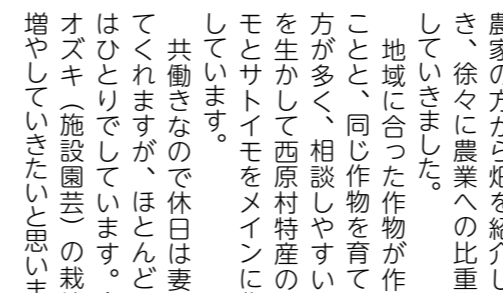 農家の方から畑を紹介し
き、徐々に農業への比重
していきました。
地域に合った作物が作
ことと、同じ作物を育て
方が多く、相談しやすい
を生かして西原村特産の
モとサトイモをメインに
しています。
共働きなので休日は妻
てくれますが、ほとんど
はひとりでしています。
オズキ（施設園芸）の栽
増やしていきたいと思いま